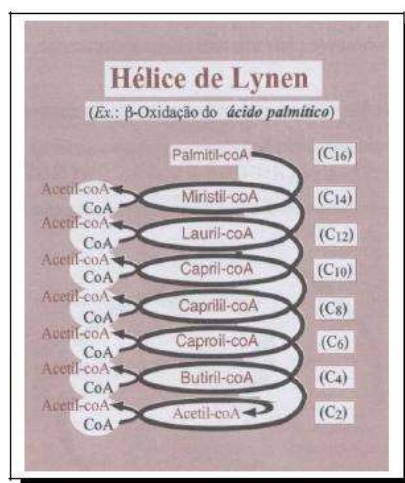 Hélice de Lynen
(Ex.: β-Oxidação do ácido palmítico)
Palmitil-coA (C16)
Acetil-coA
CoA
Miristil-coA (C14)
Acetil-coA
CoA
Lauril-coA (C12)
Acetil-coA
CoA
Capril-coA (C10)
Acetil-coA
CoA
Caprilil-coA (C8)
Acetil-coA
CoA
Caproil-coA (C6)
Acetil-coA
CoA
Butiril-coA (C4)
Acetil-coA
CoA
Acetil-coA (C2)